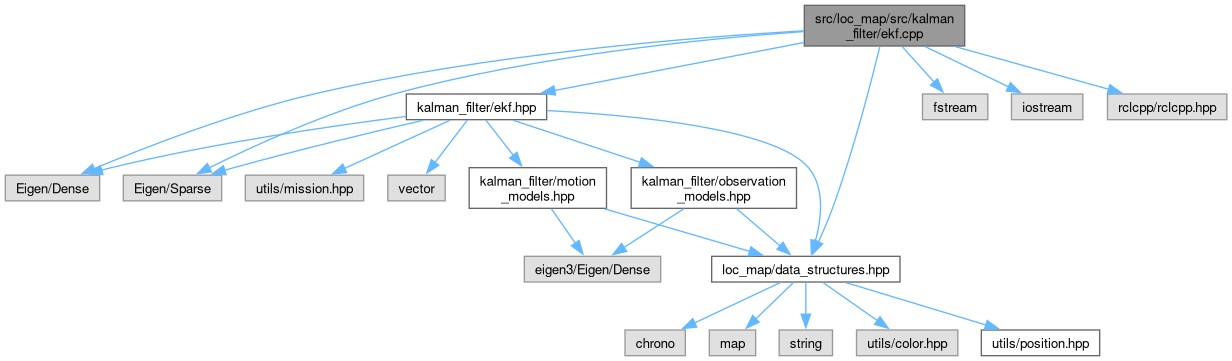 src/loc_map/src/kalman
_filter/ekf.cpp
kalman_filter/ekf.hpp
fstream
iostream
rclcpp/rclcpp.hpp
Eigen/Dense
Eigen/Sparse
utils/mission.hpp
vector
kalman_filter/motion
_models.hpp
kalman_filter/observation
_models.hpp
eigen3/Eigen/Dense
loc_map/data_structures.hpp
chrono
map
string
utils/color.hpp
utils/position.hpp